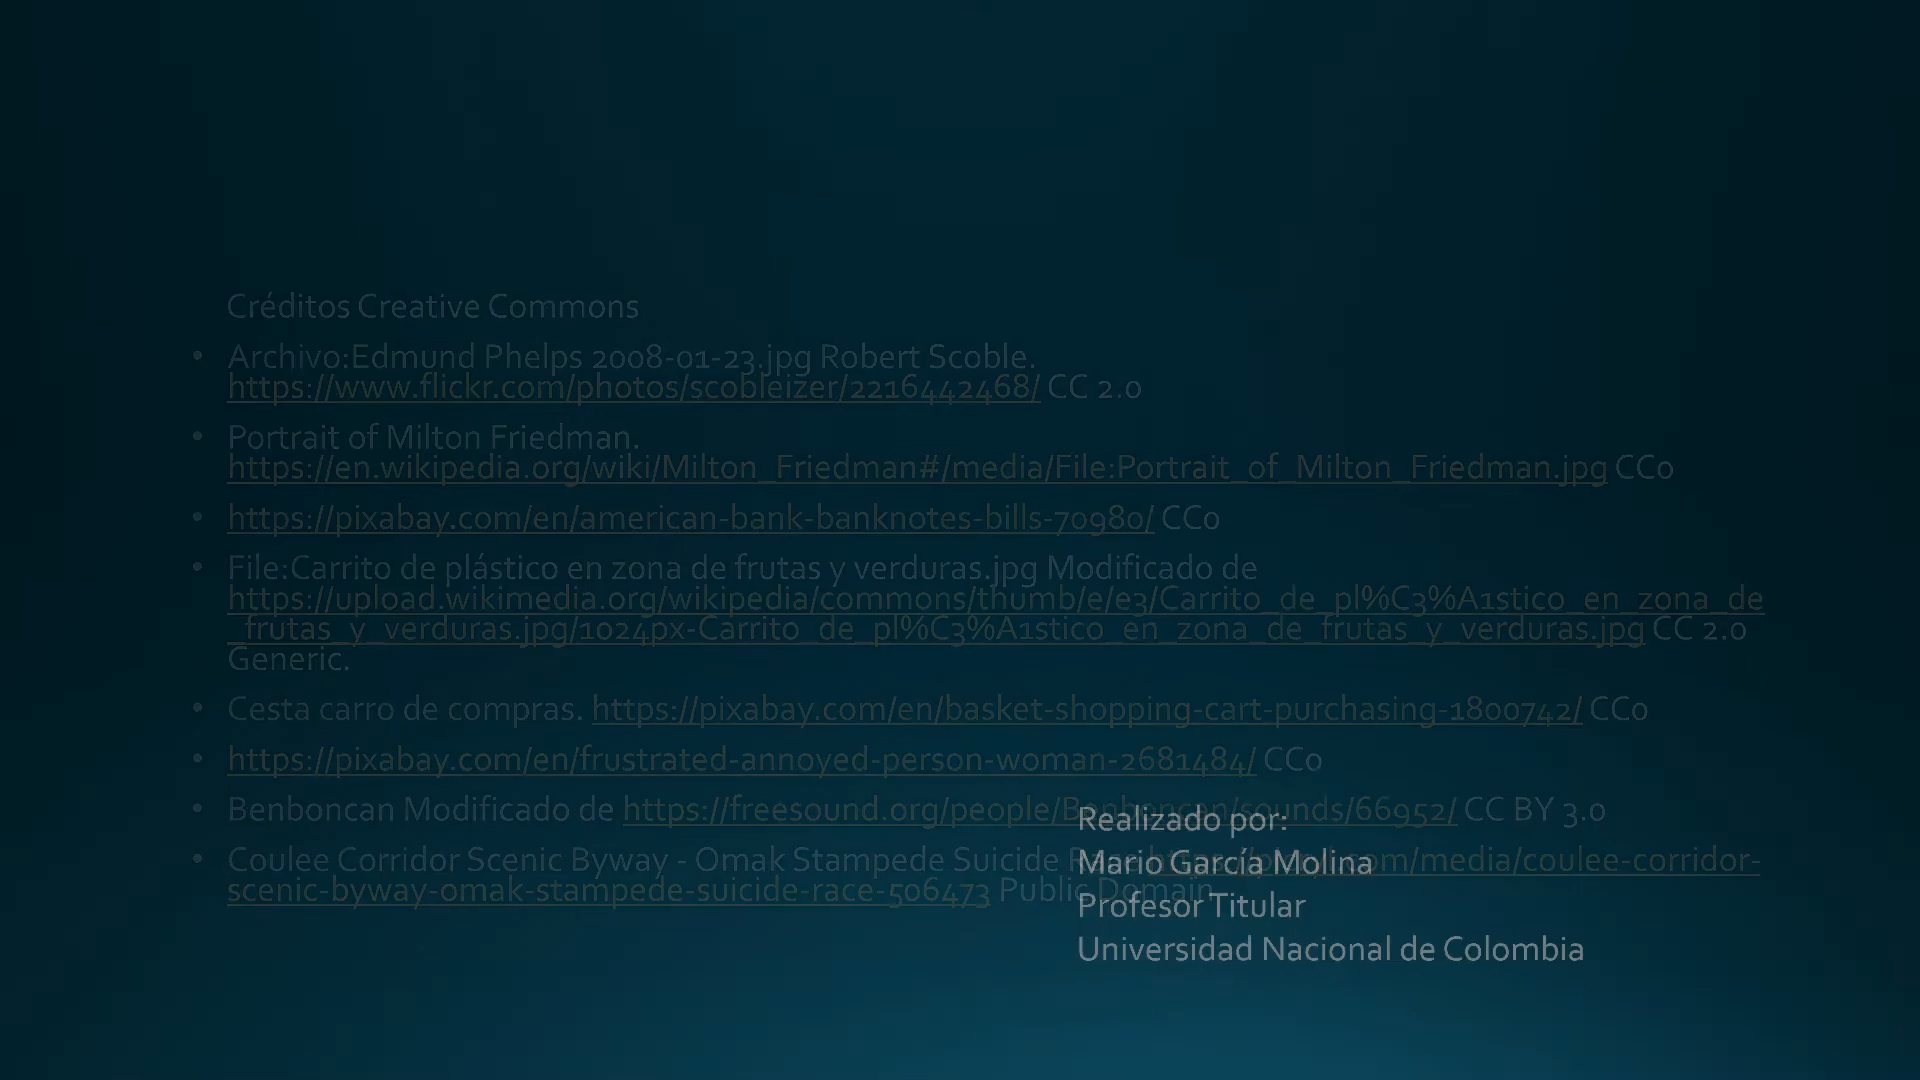 Créditos Creative Commons
• Archivo:Edmund Phelps 2008-01-23.jpg Robert Scoble.
https://www.flickr.com/photos/scobleizer/2216442468/ CC 2.0
• Portrait of Milton Friedman.
https://en.wikipedia.org/wiki/Milton_Friedman#/media/File:Portrait_of_Milton_Friedman.jpg CC0
• https://pixabay.com/en/american-bank-banknotes-bills-70980/ CC0
• File:Carrito de plástico en zona de frutas y verduras.jpg Modificado de
https://upload.wikimedia.org/wikipedia/commons/thumb/e/e3/Carrito_de_pl%C3%A1stico_en_zona_de
_frutas_y_verduras.jpg/1024px-Carrito_de_pl%C3%A1stico_en_zona_de_frutas_y_verduras.jpg CC 2.0
Generic.
• Cesta carro de compras. https://pixabay.com/en/basket-shopping-cart-purchasing-1800742/ CC0
• https://pixabay.com/en/frustrated-annoyed-person-woman-2681484/ CC0
• Benboncan Modificado de https://freesound.org/people/Benboncan/sounds/66952/ CC BY 3.0
• Coulee Corridor Scenic Byway - Omak Stampede Suicide com/media/coulee-corridor-
scenic-byway-omak-stampede-suicide-race-506473 Public Domain
Realizado por:
Mario García Molina
Profesor Titular
Universidad Nacional de Colombia